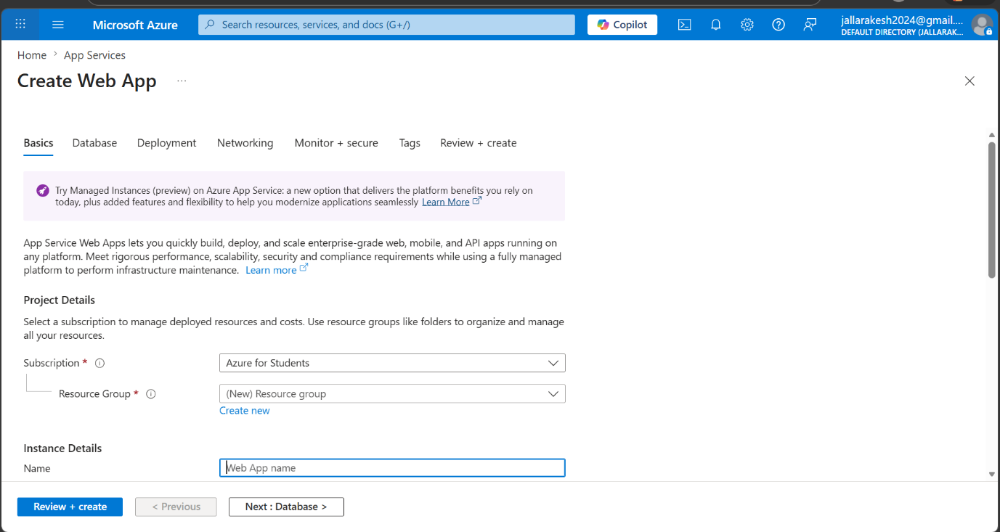 Microsoft Azure
Search resources, services, and docs (G+/)
Copilot
jallarakesh2024@gmail....
DEFAULT DIRECTORY (JALLARAK...
Home > App Services
Create Web App ...
Basics Database Deployment Networking Monitor + secure Tags Review + create
Try Managed Instances (preview) on Azure App Service: a new option that delivers the platform benefits you rely on
today, plus added features and flexibility to help you modernize applications seamlessly Learn More
App Service Web Apps lets you quickly build, deploy, and scale enterprise-grade web, mobile, and API apps running on
any platform. Meet rigorous performance, scalability, security and compliance requirements while using a fully managed
platform to perform infrastructure maintenance. Learn more
Project Details
Select a subscription to manage deployed resources and costs. Use resource groups like folders to organize and manage
all your resources.
Subscription * Azure for Students
Resource Group * (New) Resource group
Create new
Instance Details
Name Web App name
Review + create < Previous Next : Database >